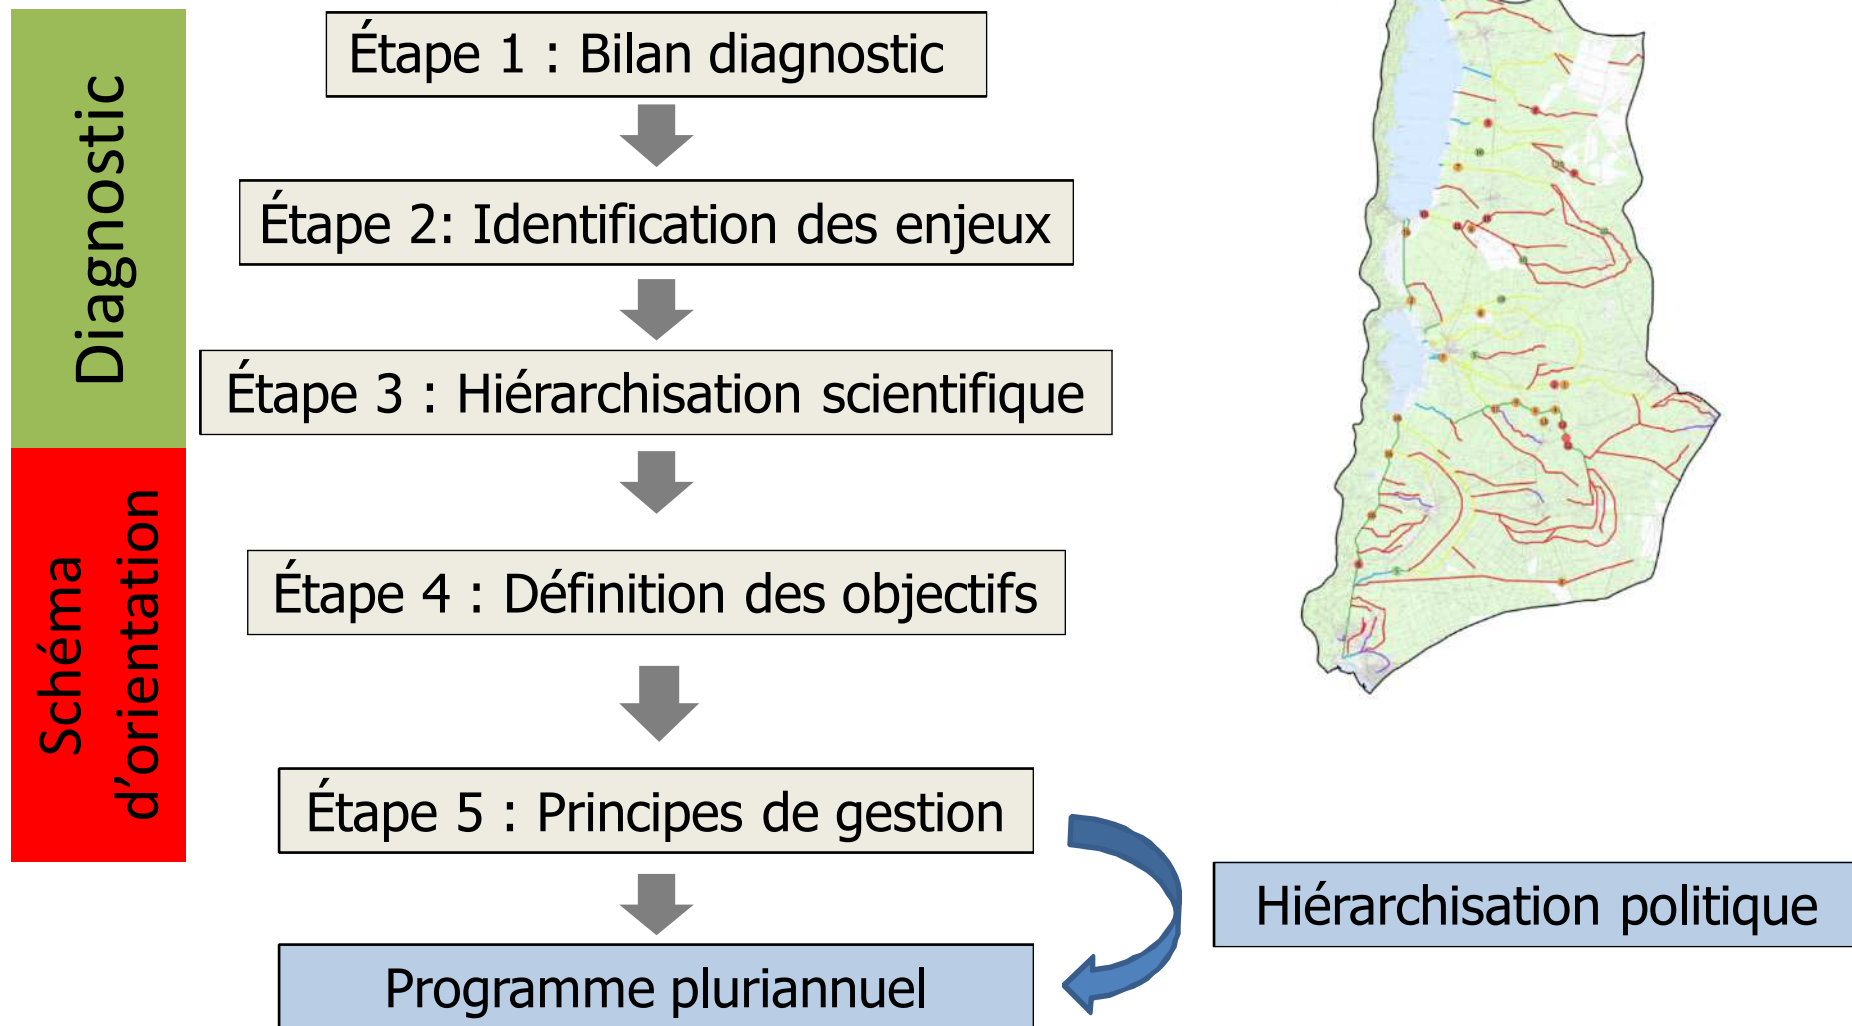 Diagnostic
Étape 1 : Bilan diagnostic
Étape 2: Identification des enjeux
Étape 3 : Hiérarchisation scientifique
Schéma
d’orientation
Étape 4 : Définition des objectifs
Étape 5 : Principes de gestion
Hiérarchisation politique
Programme pluriannuel